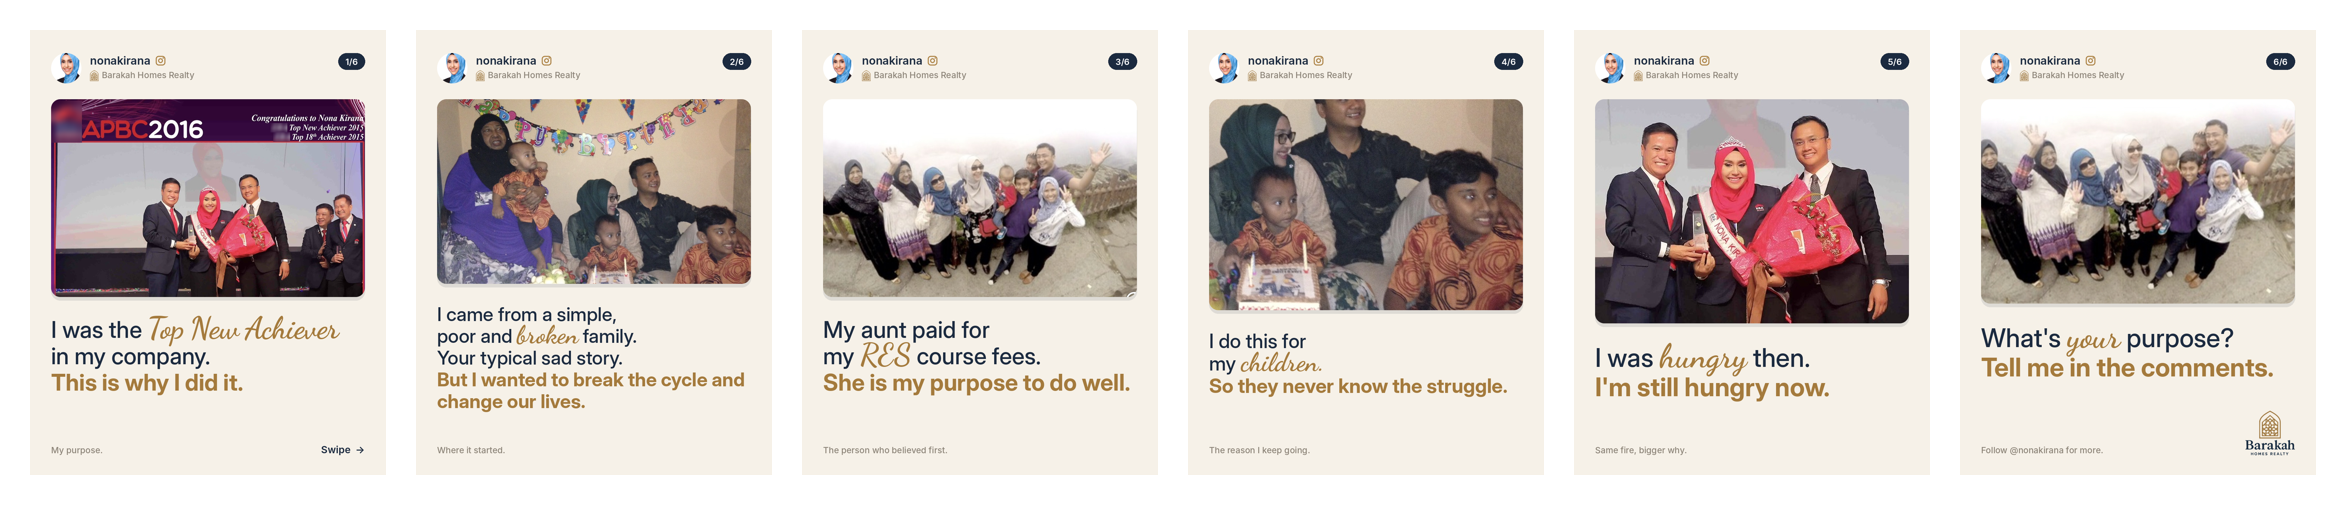 nonakirana
Barakah Homes Realty
1/6
APBC2016
Congratulations to Nona Kirana
Top New Achiever 2015
Top 18th Achiever 2015
I was the Top New Achiever
in my company.
This is why I did it.
My purpose.
Swipe →
nonakirana
Barakah Homes Realty
2/6
I came from a simple,
poor and broken family.
Your typical sad story.
But I wanted to break the cycle and
change our lives.
Where it started.
nonakirana
Barakah Homes Realty
3/6
My aunt paid for
my RES course fees.
She is my purpose to do well.
The person who believed first.
nonakirana
Barakah Homes Realty
4/6
I do this for
my children.
So they never know the struggle.
The reason I keep going.
nonakirana
Barakah Homes Realty
5/6
I was hungry then.
I'm still hungry now.
Same fire, bigger why.
nonakirana
Barakah Homes Realty
6/6
What's your purpose?
Tell me in the comments.
Follow @nonakirana for more.
Barakah
HOMES REALTY